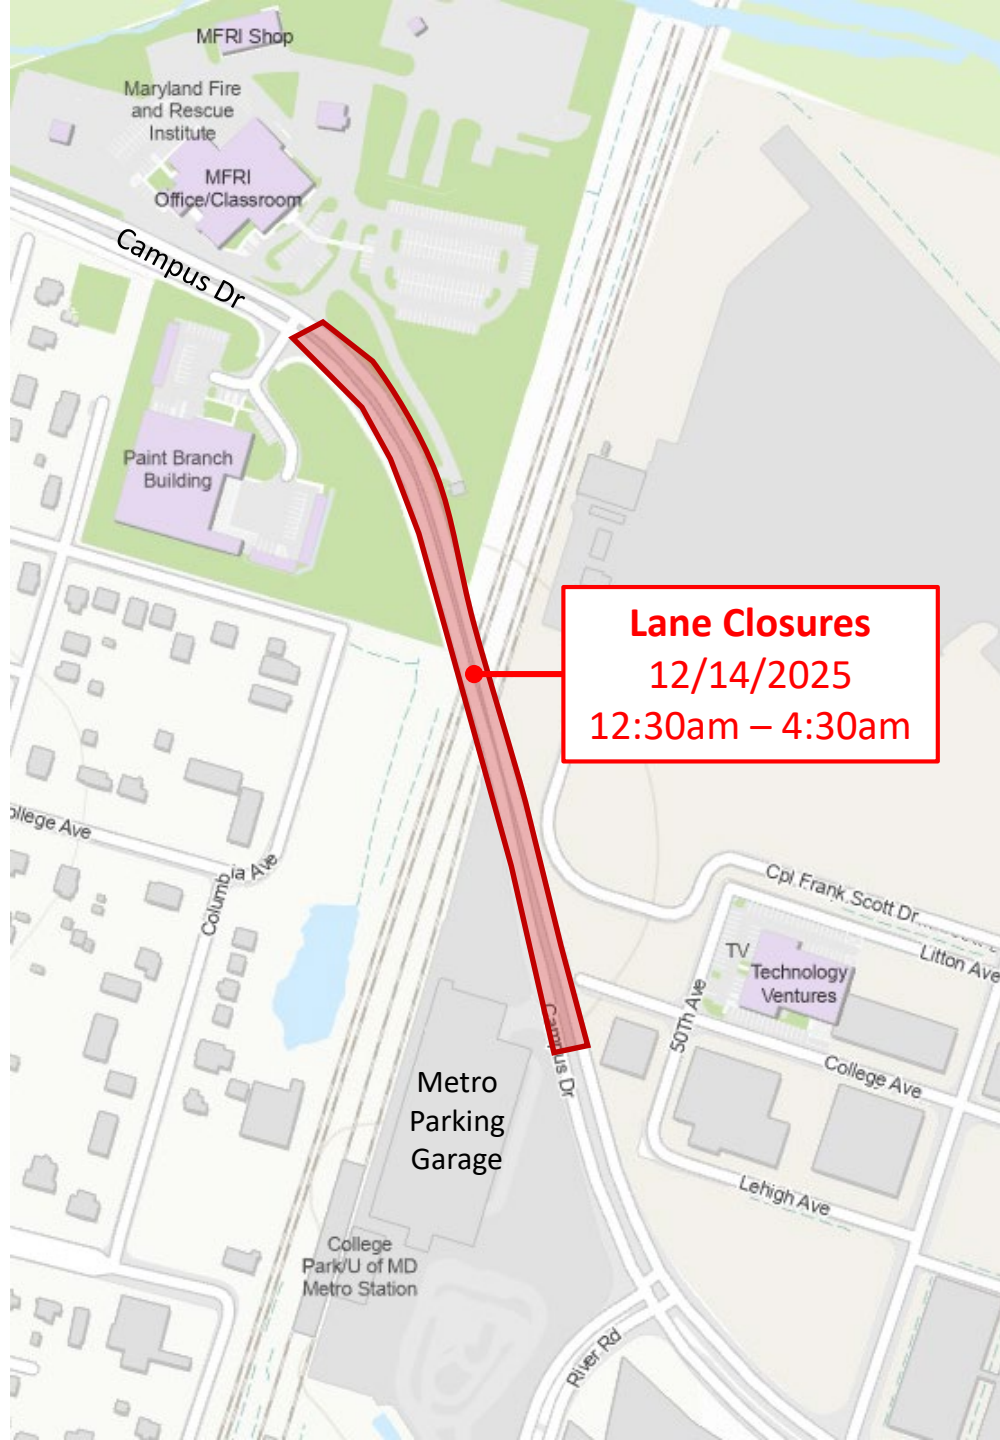 MFRI Shop
Maryland Fire
and Rescue
Institute
MFRI
Office/Classroom
Campus Dr
Paint Branch
Building
Lane Closures
12/14/2025
12:30am – 4:30am
ollege Ave
Columbia Ave
Cpl Frank Scott Dr
Litton Ave
TV
Technology
Ventures
50Th Ave
Campus Dr
College Ave
Metro
Parking
Garage
Lehigh Ave
College
Park/U of MD
Metro Station
River Rd